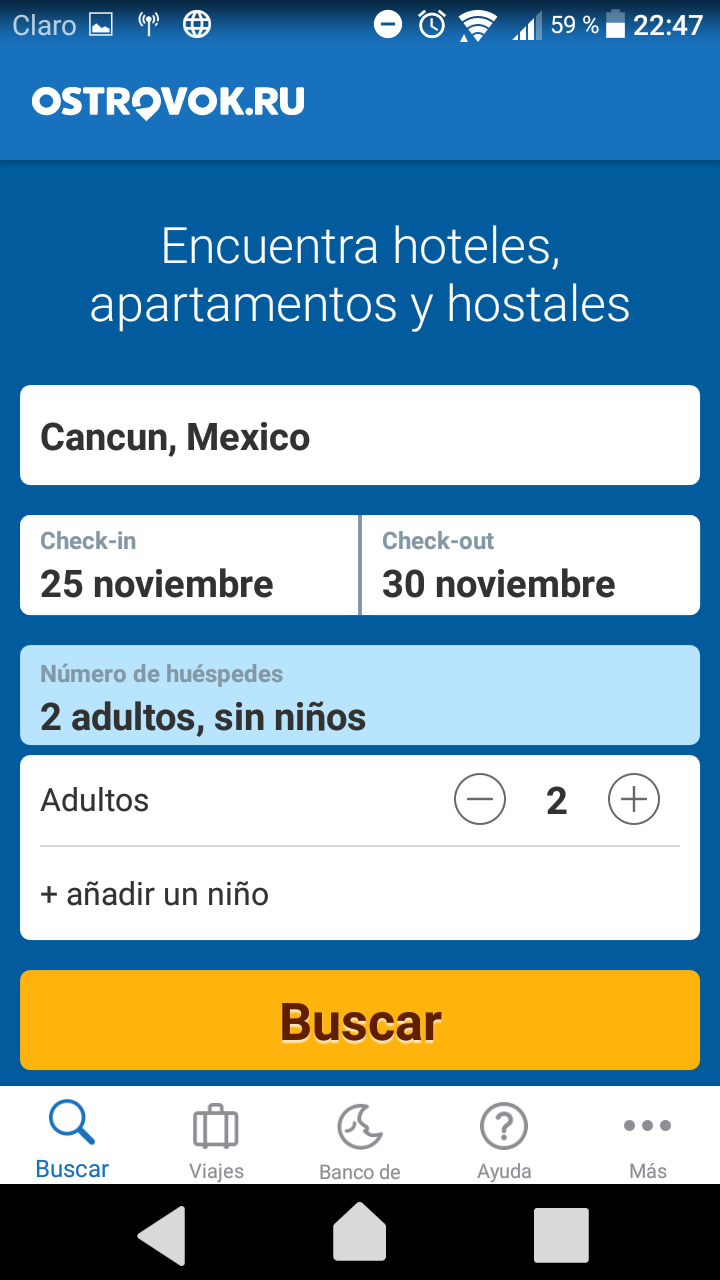 Claro 59 % 22:47
OSTROVOK.RU
Encuentra hoteles,
apartamentos y hostales
Cancun, Mexico
Check-in Check-out
25 noviembre 30 noviembre
Número de huéspedes
2 adultos, sin niños
Adultos 2
+ añadir un niño
Buscar
Buscar Viajes Banco de Ayuda Más